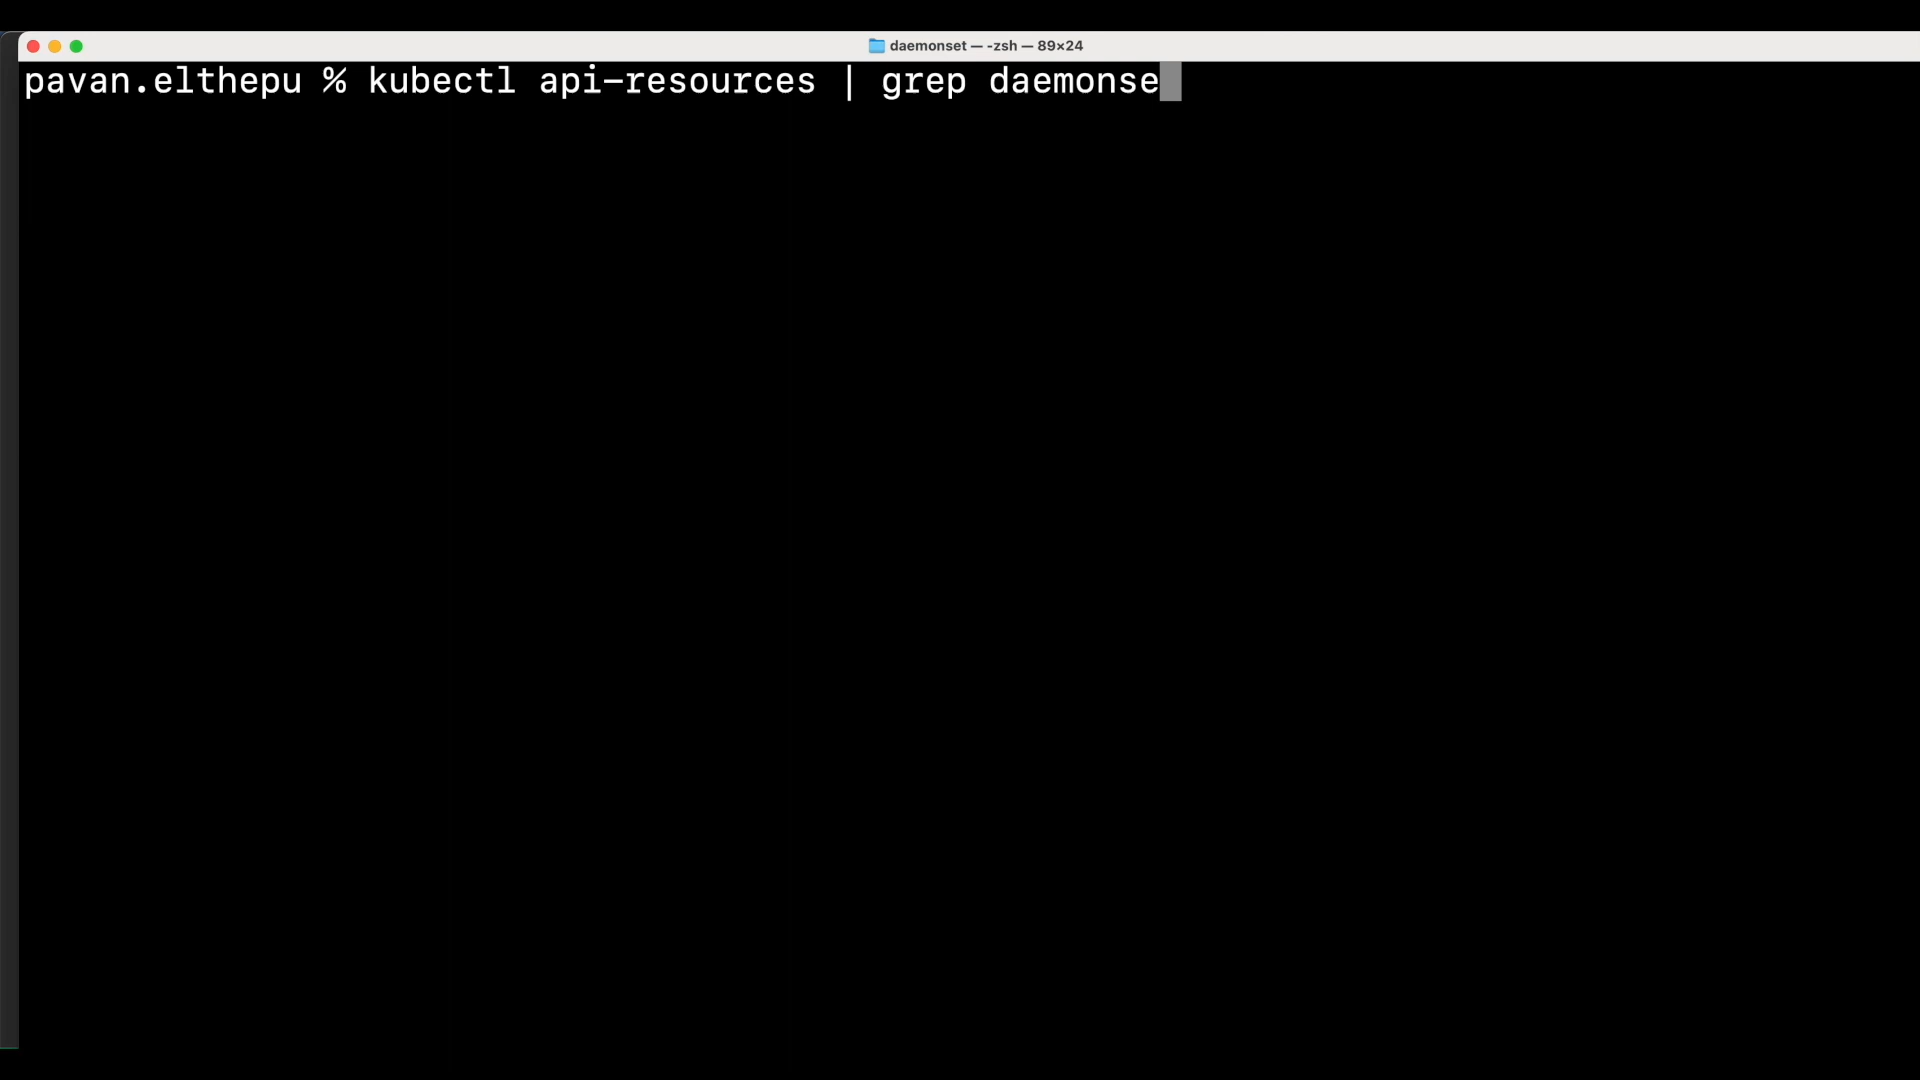 daemonset — -zsh — 89×24
pavan.elthepu % kubectl api-resources | grep daemonse